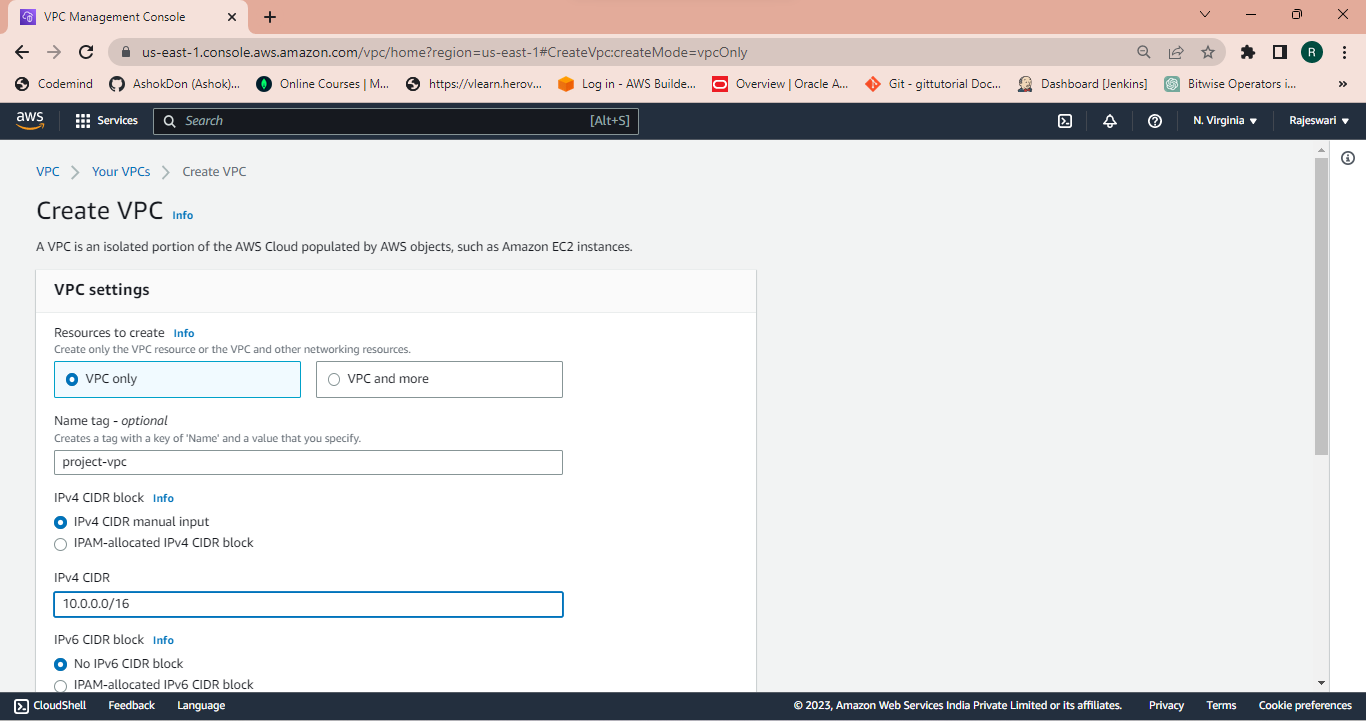 VPC Management Console
us-east-1.console.aws.amazon.com/vpc/home?region=us-east-1#CreateVpc:createMode=vpcOnly
R
Codemind AshokDon (Ashok)... Online Courses | M... https://vlearn.herov... Log in - AWS Builde... Overview | Oracle A... Git - gittutorial Doc... Dashboard [Jenkins] Bitwise Operators i... »
aws Services Search [Alt+S] N. Virginia Rajeswari
VPC Your VPCs Create VPC
Create VPC Info
A VPC is an isolated portion of the AWS Cloud populated by AWS objects, such as Amazon EC2 instances.
VPC settings
Resources to create Info
Create only the VPC resource or the VPC and other networking resources.
VPC only VPC and more
Name tag - optional
Creates a tag with a key of 'Name' and a value that you specify.
project-vpc
IPv4 CIDR block Info
IPv4 CIDR manual input
IPAM-allocated IPv4 CIDR block
IPv4 CIDR
10.0.0.0/16
IPv6 CIDR block Info
No IPv6 CIDR block
IPAM-allocated IPv6 CIDR block
CloudShell Feedback Language © 2023, Amazon Web Services India Private Limited or its affiliates. Privacy Terms Cookie preferences